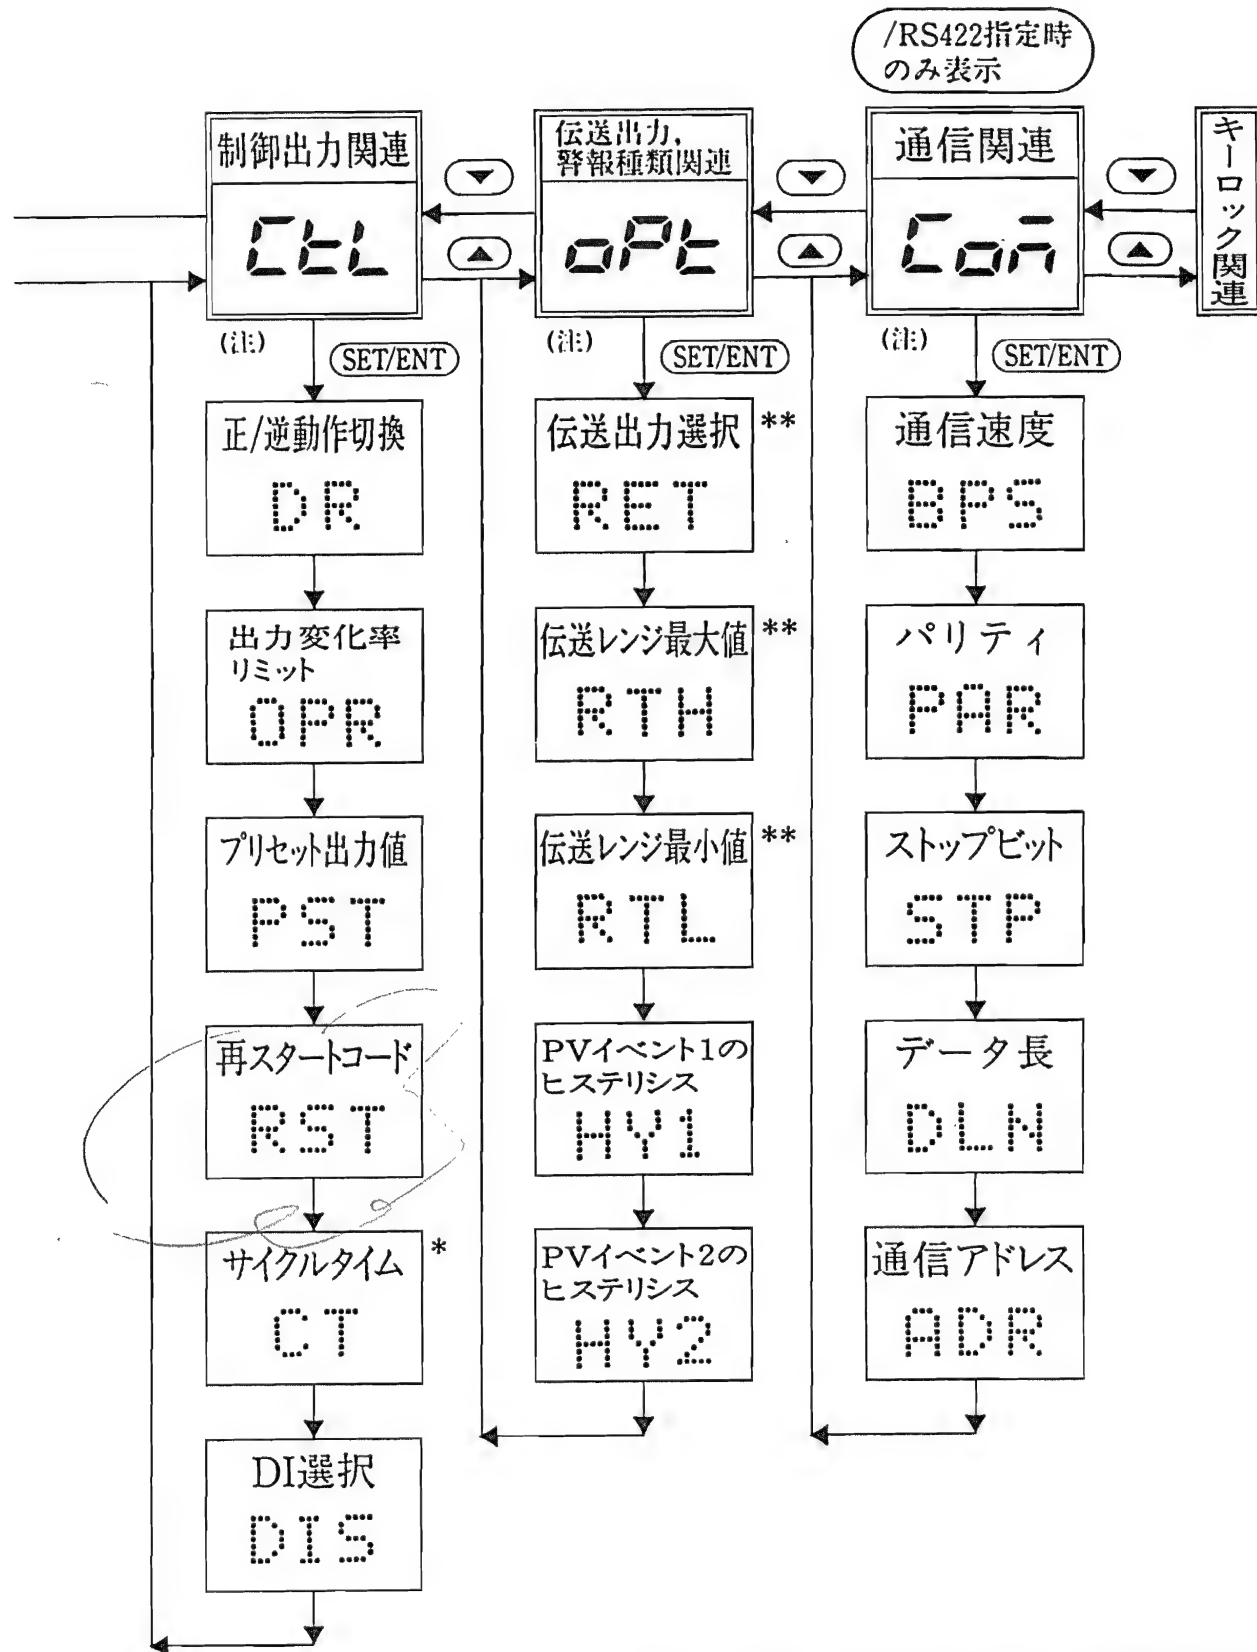 /RS422指定時
のみ表示
制御出力関連
CtL
伝送出力,
警報種類関連
oPt
通信関連
Com
キーロック関連
(注)
SET/ENT
(注)
SET/ENT
(注)
SET/ENT
正/逆動作切換
DR
出力変化率
リミット
OPR
プリセット出力値
PST
再スタートコード
RST
サイクルタイム *
CT
DI選択
DIS
伝送出力選択 **
RET
伝送レンジ最大値 **
RTH
伝送レンジ最小値 **
RTL
PVイベント1の
ヒステリシス
HY1
PVイベント2の
ヒステリシス
HY2
通信速度
BPS
パリティ
PAR
ストップビット
STP
データ長
DLN
通信アドレス
ADR